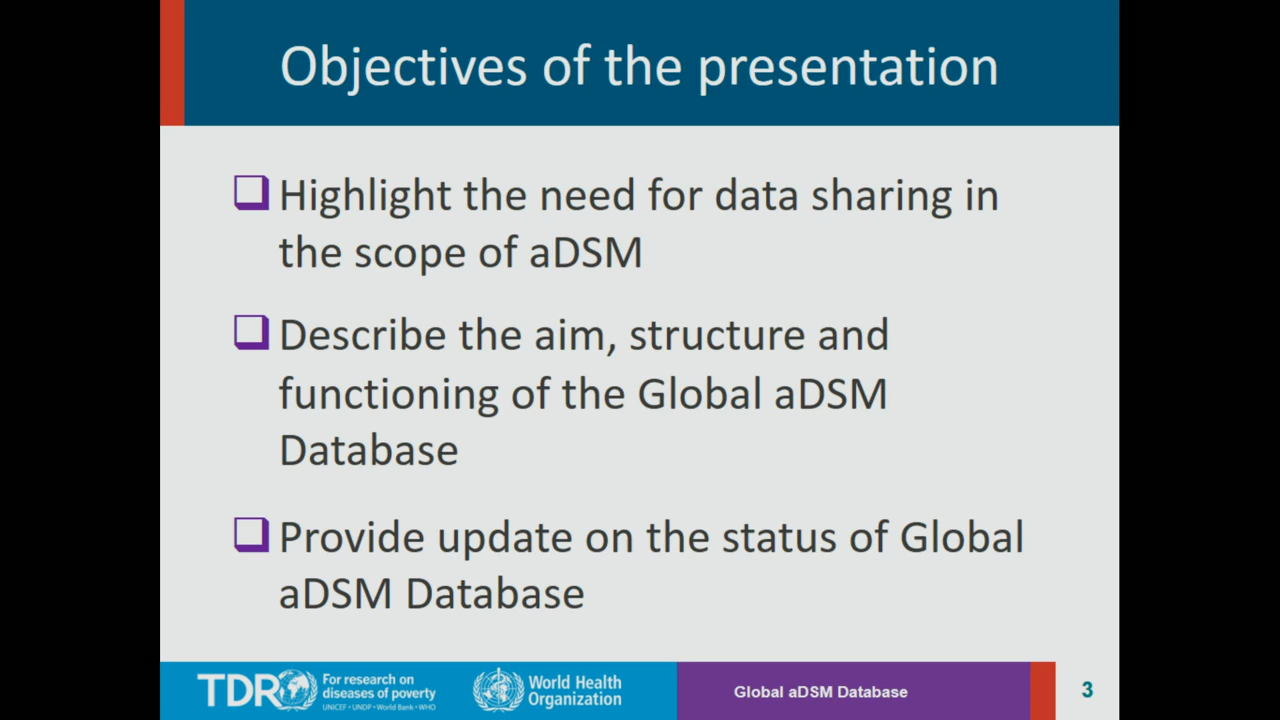 Objectives of the presentation
Highlight the need for data sharing in
the scope of aDSM
Describe the aim, structure and
functioning of the Global aDSM
Database
Provide update on the status of Global
aDSM Database
TDR
For research on
diseases of poverty
UNICEF • UNDP • World Bank • WHO
World Health
Organization
Global aDSM Database
3